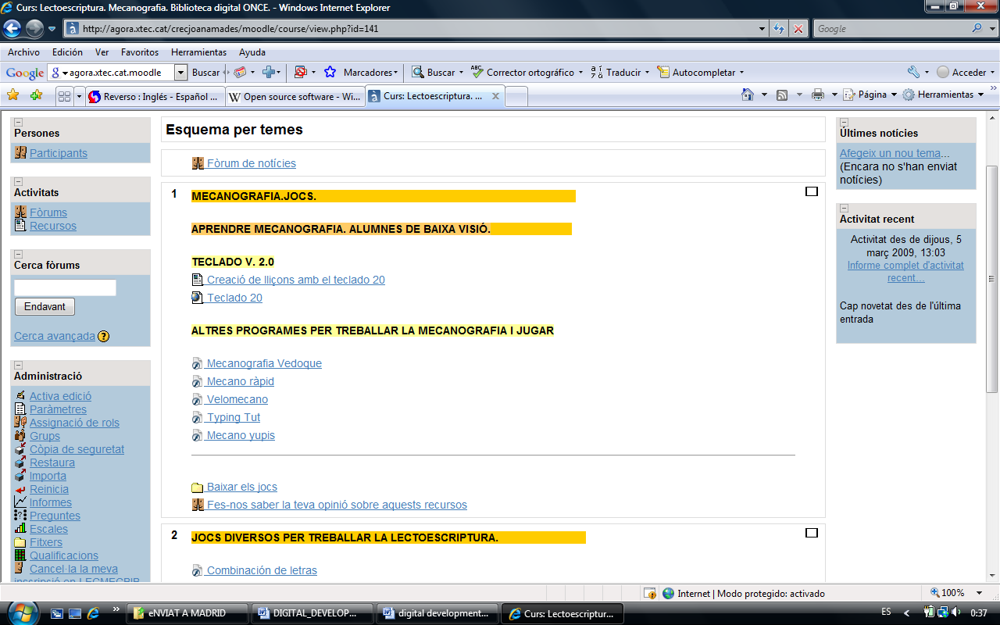 Curs: Lectoescriptura. Mecanografia. Biblioteca digital ONCE. - Windows Internet Explorer
http://agora.xtec.cat/crecjoanamades/moodle/course/view.php?id=141
Google
Archivo Edición Ver Favoritos Herramientas Ayuda
Google agora.xtec.cat.moodle Buscar Marcadores Buscar Corrector ortográfico Traducir Autocompletar Acceder
Reverso : Inglés - Español ... Open source software - Wi... Curs: Lectoescriptura. ... Página Herramientas
Persones
Participants
Activitats
Fòrums
Recursos
Cerca fòrums
Endavant
Cerca avançada
Administració
Activa edició
Paràmetres
Assignació de rols
Grups
Còpia de seguretat
Restaura
Importa
Reinicia
Informes
Preguntes
Escales
Fitxers
Qualificacions
Cancel·la la meva
inscripció en LECMECRIB
Esquema per temes
Fòrum de notícies
1 MECANOGRAFIA.JOCS.
APRENDRE MECANOGRAFIA. ALUMNES DE BAIXA VISIÓ.
TECLADO V. 2.0
Creació de lliçons amb el teclado 20
Teclado 20
ALTRES PROGRAMES PER TREBALLAR LA MECANOGRAFIA I JUGAR
Mecanografia Vedoque
Mecano ràpid
Velomecano
Typing Tut
Mecano yupis
Baixar els jocs
Fes-nos saber la teva opinió sobre aquests recursos
2 JOCS DIVERSOS PER TREBALLAR LA LECTOESCRIPTURA.
Combinación de letras
Últimes notícies
Afegeix un nou tema...
(Encara no s'han enviat
notícies)
Activitat recent
Activitat des de dijous, 5
març 2009, 13:03
Informe complet d'activitat
recent...
Cap novetat des de l'última
entrada
Internet | Modo protegido: activado 100%
eNVIAT A MADRID DIGITAL_DEVELOP... digital development... Curs: Lectoescriptur... ES 0:37